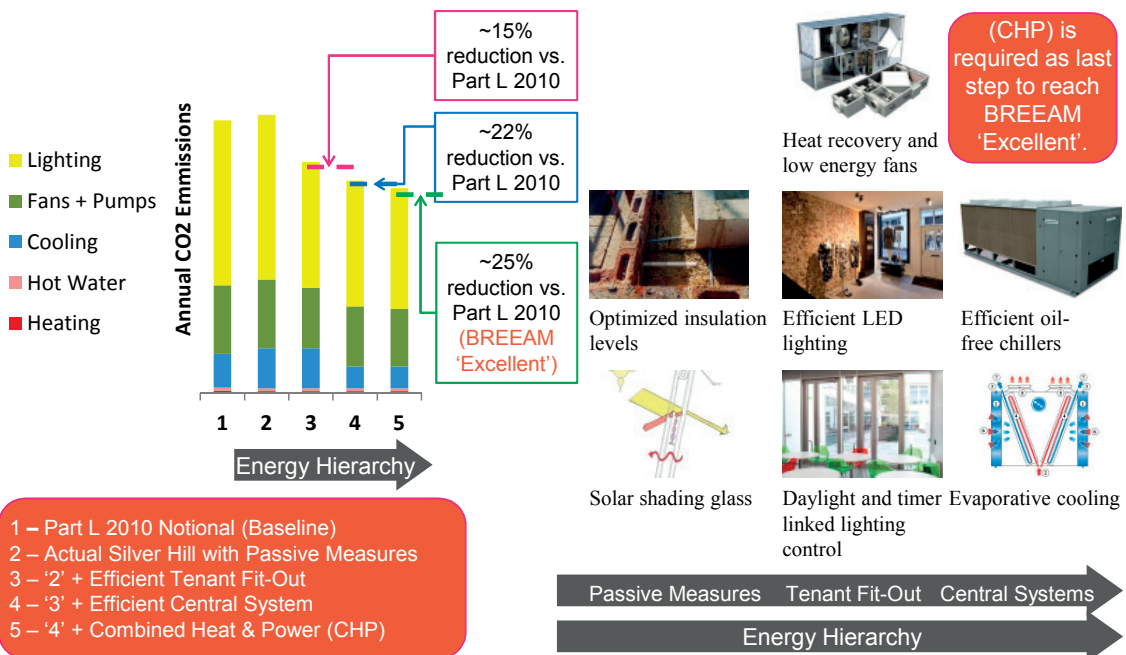 Annual CO2 Emmissions
Lighting
Fans + Pumps
Cooling
Hot Water
Heating
1 2 3 4 5
Energy Hierarchy
~15%
reduction vs.
Part L 2010
~22%
reduction vs.
Part L 2010
~25%
reduction vs.
Part L 2010
(BREEAM
‘Excellent’)
1 – Part L 2010 Notional (Baseline)
2 – Actual Silver Hill with Passive Measures
3 – ‘2’ + Efficient Tenant Fit-Out
4 – ‘3’ + Efficient Central System
5 – ‘4’ + Combined Heat & Power (CHP)
Heat recovery and
low energy fans
(CHP) is
required as last
step to reach
BREEAM
‘Excellent’.
Optimized insulation
levels
Efficient LED
lighting
Efficient oil-
free chillers
Solar shading glass
Daylight and timer
linked lighting
control
Evaporative cooling
Passive Measures Tenant Fit-Out Central Systems
Energy Hierarchy